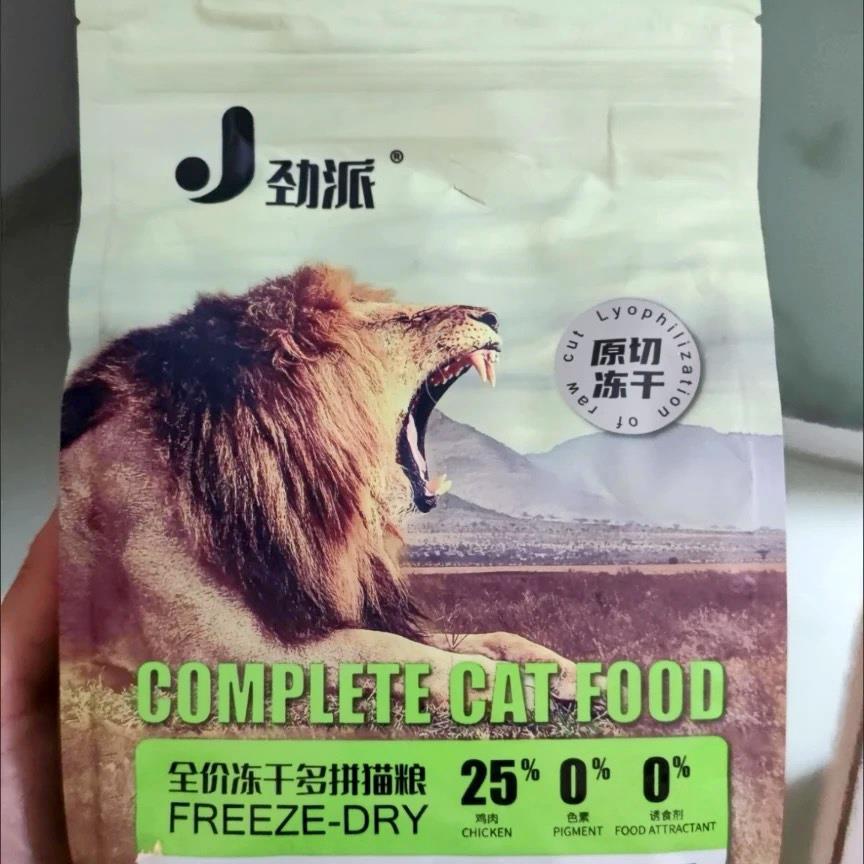 J
劲派®
Lyophilization of raw cut
原切
冻干
COMPLETE CAT FOOD
全价冻干多拼猫粮
FREEZE-DRY
25% 0% 0%
鸡肉 色素 诱食剂
CHICKEN PIGMENT FOOD ATTRACTANT